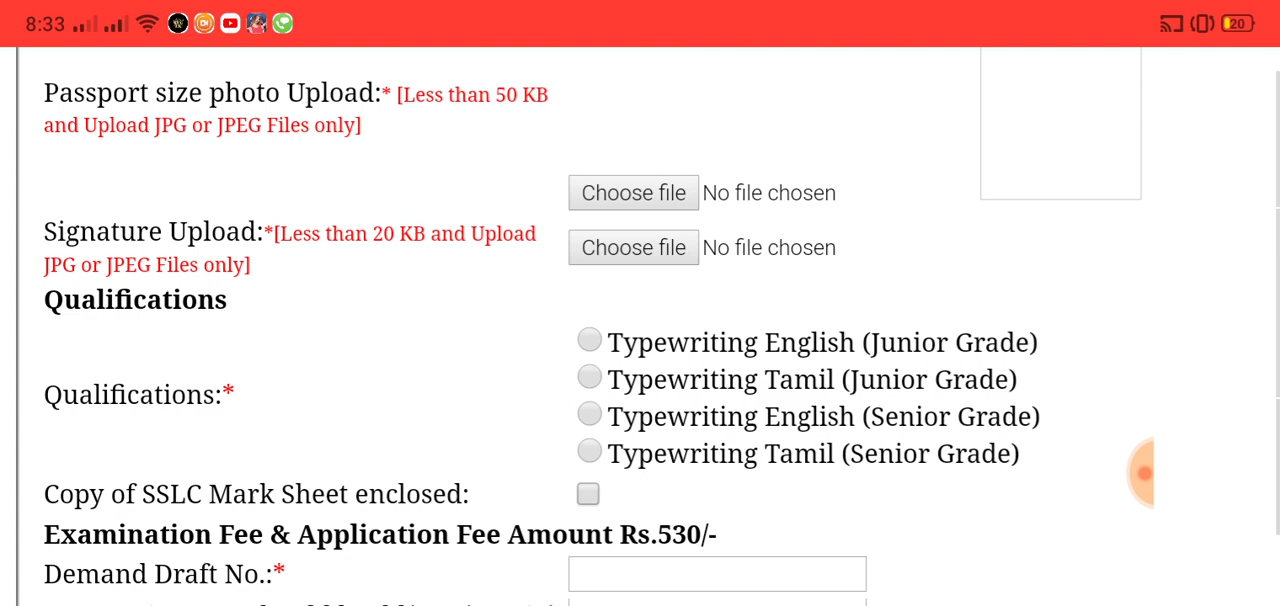 8:33
20
Passport size photo Upload:* [Less than 50 KB
and Upload JPG or JPEG Files only]
Choose file No file chosen
Signature Upload:*[Less than 20 KB and Upload
JPG or JPEG Files only]
Choose file No file chosen
Qualifications
Typewriting English (Junior Grade)
Typewriting Tamil (Junior Grade)
Qualifications:*
Typewriting English (Senior Grade)
Typewriting Tamil (Senior Grade)
Copy of SSLC Mark Sheet enclosed:
Examination Fee & Application Fee Amount Rs.530/-
Demand Draft No.:*